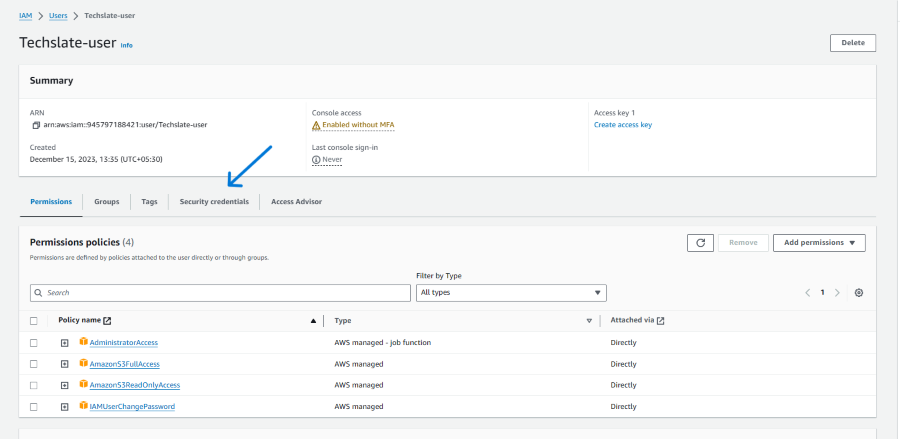 IAM > Users > Techslate-user
Techslate-user Info
Delete
Summary
ARN
arn:aws:iam::945797188421:user/Techslate-user
Console access
Enabled without MFA
Access key 1
Create access key
Created
December 15, 2023, 13:35 (UTC+05:30)
Last console sign-in
Never
Permissions Groups Tags Security credentials Access Advisor
Permissions policies (4)
Remove
Add permissions
Permissions are defined by policies attached to the user directly or through groups.
Filter by Type
Search
All types
1
Policy name Type Attached via
AdministratorAccess AWS managed - job function Directly
AmazonS3FullAccess AWS managed Directly
AmazonS3ReadOnlyAccess AWS managed Directly
IAMUserChangePassword AWS managed Directly